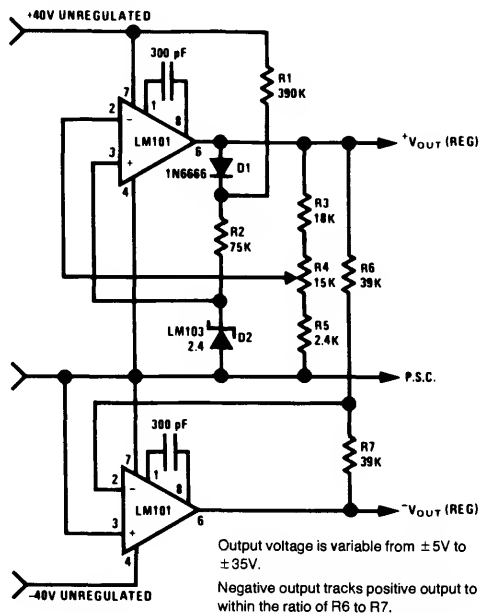 +40V UNREGULATED
300 pF
R1
390K
7
1
8
2
−
LM101
6
+VOUT (REG)
3
+
4
1N6666
D1
R2
75K
R3
18K
R4
15K
R6
39K
LM103
2.4
D2
R5
2.4K
P.S.C.
300 pF
7
1
8
2
−
LM101
6
R7
39K
−VOUT (REG)
3
+
4
−40V UNREGULATED
Output voltage is variable from ±5V to
±35V.
Negative output tracks positive output to
within the ratio of R6 to R7.